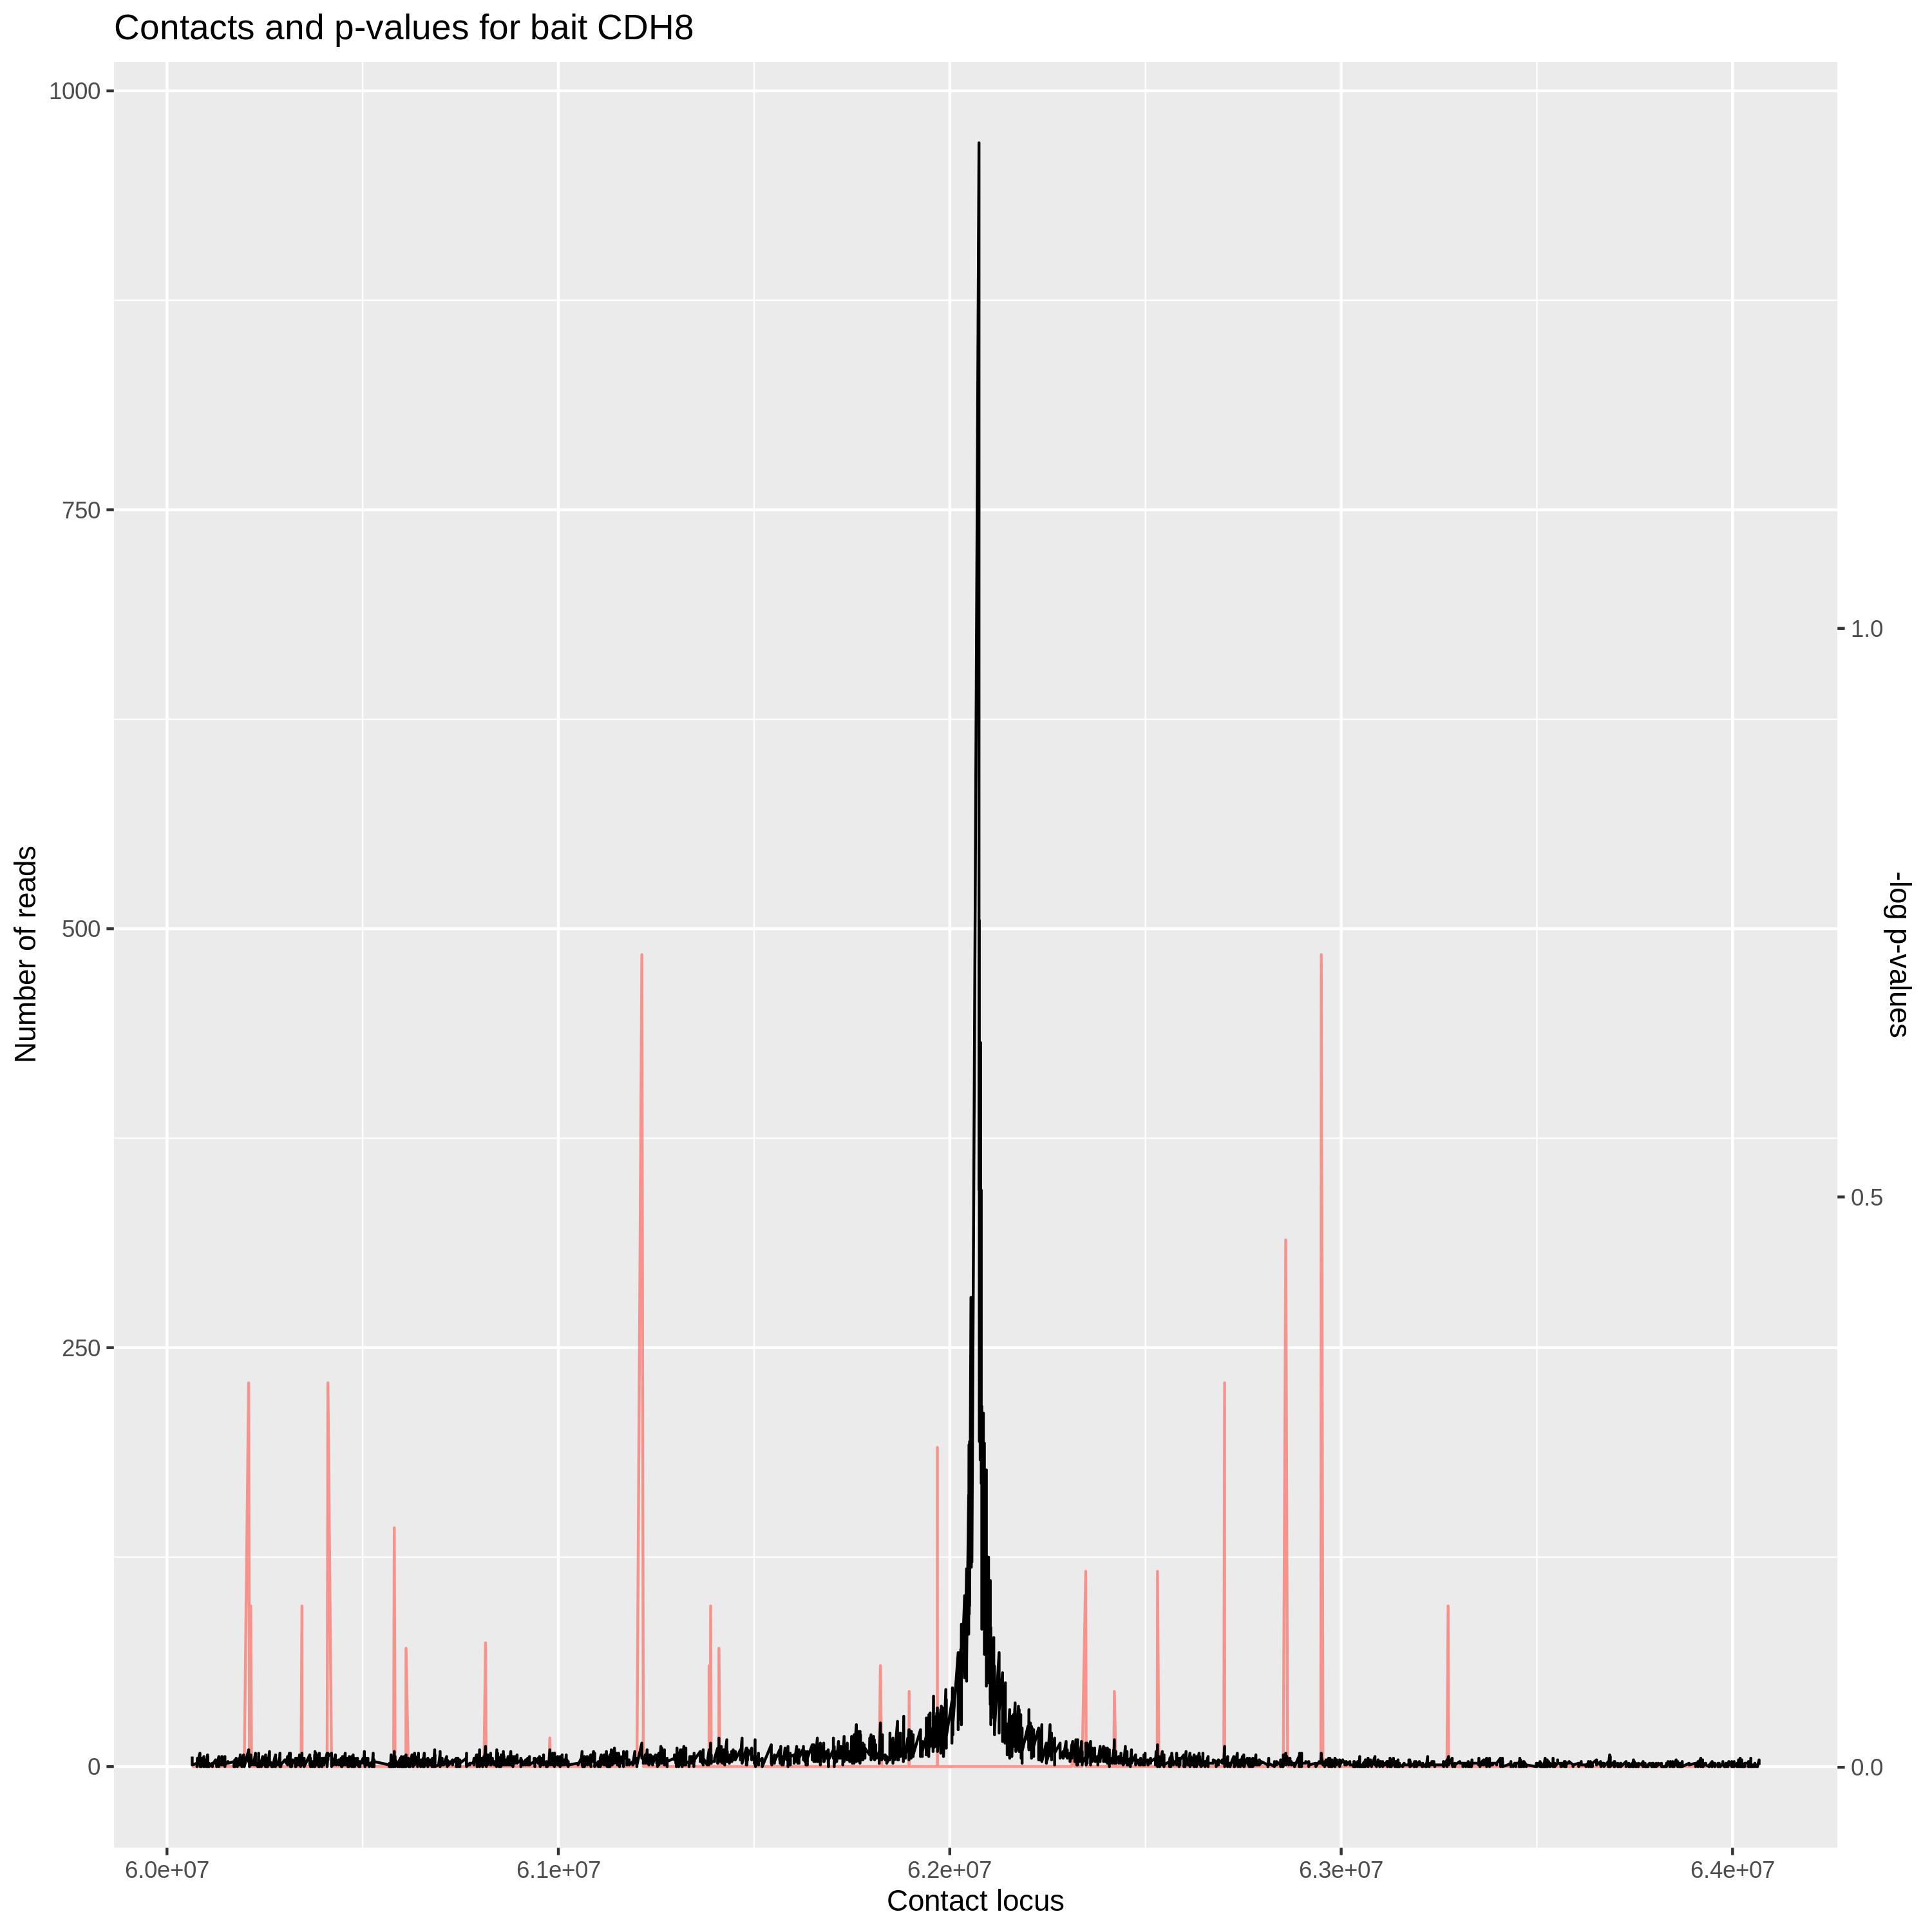 Contacts and p-values for bait CDH8
1000
750
500
250
0
Number of reads
1.0
0.5
0.0
-log p-values
6.0e+07 6.1e+07 6.2e+07 6.3e+07 6.4e+07
Contact locus